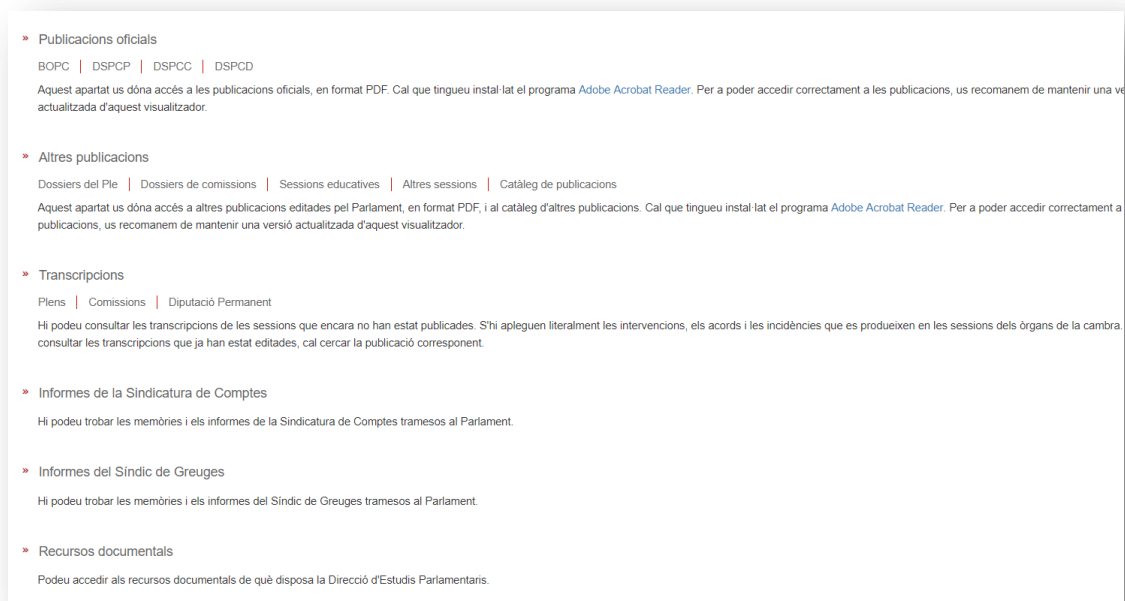 » Publicacions oficials
BOPC | DSPCP | DSPCC | DSPCD
Aquest apartat us dóna accés a les publicacions oficials, en format PDF. Cal que tingueu instal·lat el programa Adobe Acrobat Reader. Per a poder accedir correctament a les publicacions, us recomanem de mantenir una ve
actualitzada d'aquest visualitzador.
» Altres publicacions
Dossiers del Ple | Dossiers de comissions | Sessions educatives | Altres sessions | Catàleg de publicacions
Aquest apartat us dóna accés a altres publicacions editades pel Parlament, en format PDF, i al catàleg d'altres publicacions. Cal que tingueu instal·lat el programa Adobe Acrobat Reader. Per a poder accedir correctament a
publicacions, us recomanem de mantenir una versió actualitzada d'aquest visualitzador.
» Transcripcions
Plens | Comissions | Diputació Permanent
Hi podeu consultar les transcripcions de les sessions que encara no han estat publicades. S'hi apleguen literalment les intervencions, els acords i les incidències que es produeixen en les sessions dels òrgans de la cambra.
consultar les transcripcions que ja han estat editades, cal cercar la publicació corresponent.
» Informes de la Sindicatura de Comptes
Hi podeu trobar les memòries i els informes de la Sindicatura de Comptes tramesos al Parlament.
» Informes del Síndic de Greuges
Hi podeu trobar les memòries i els informes del Síndic de Greuges tramesos al Parlament.
» Recursos documentals
Podeu accedir als recursos documentals de què disposa la Direcció d'Estudis Parlamentaris.